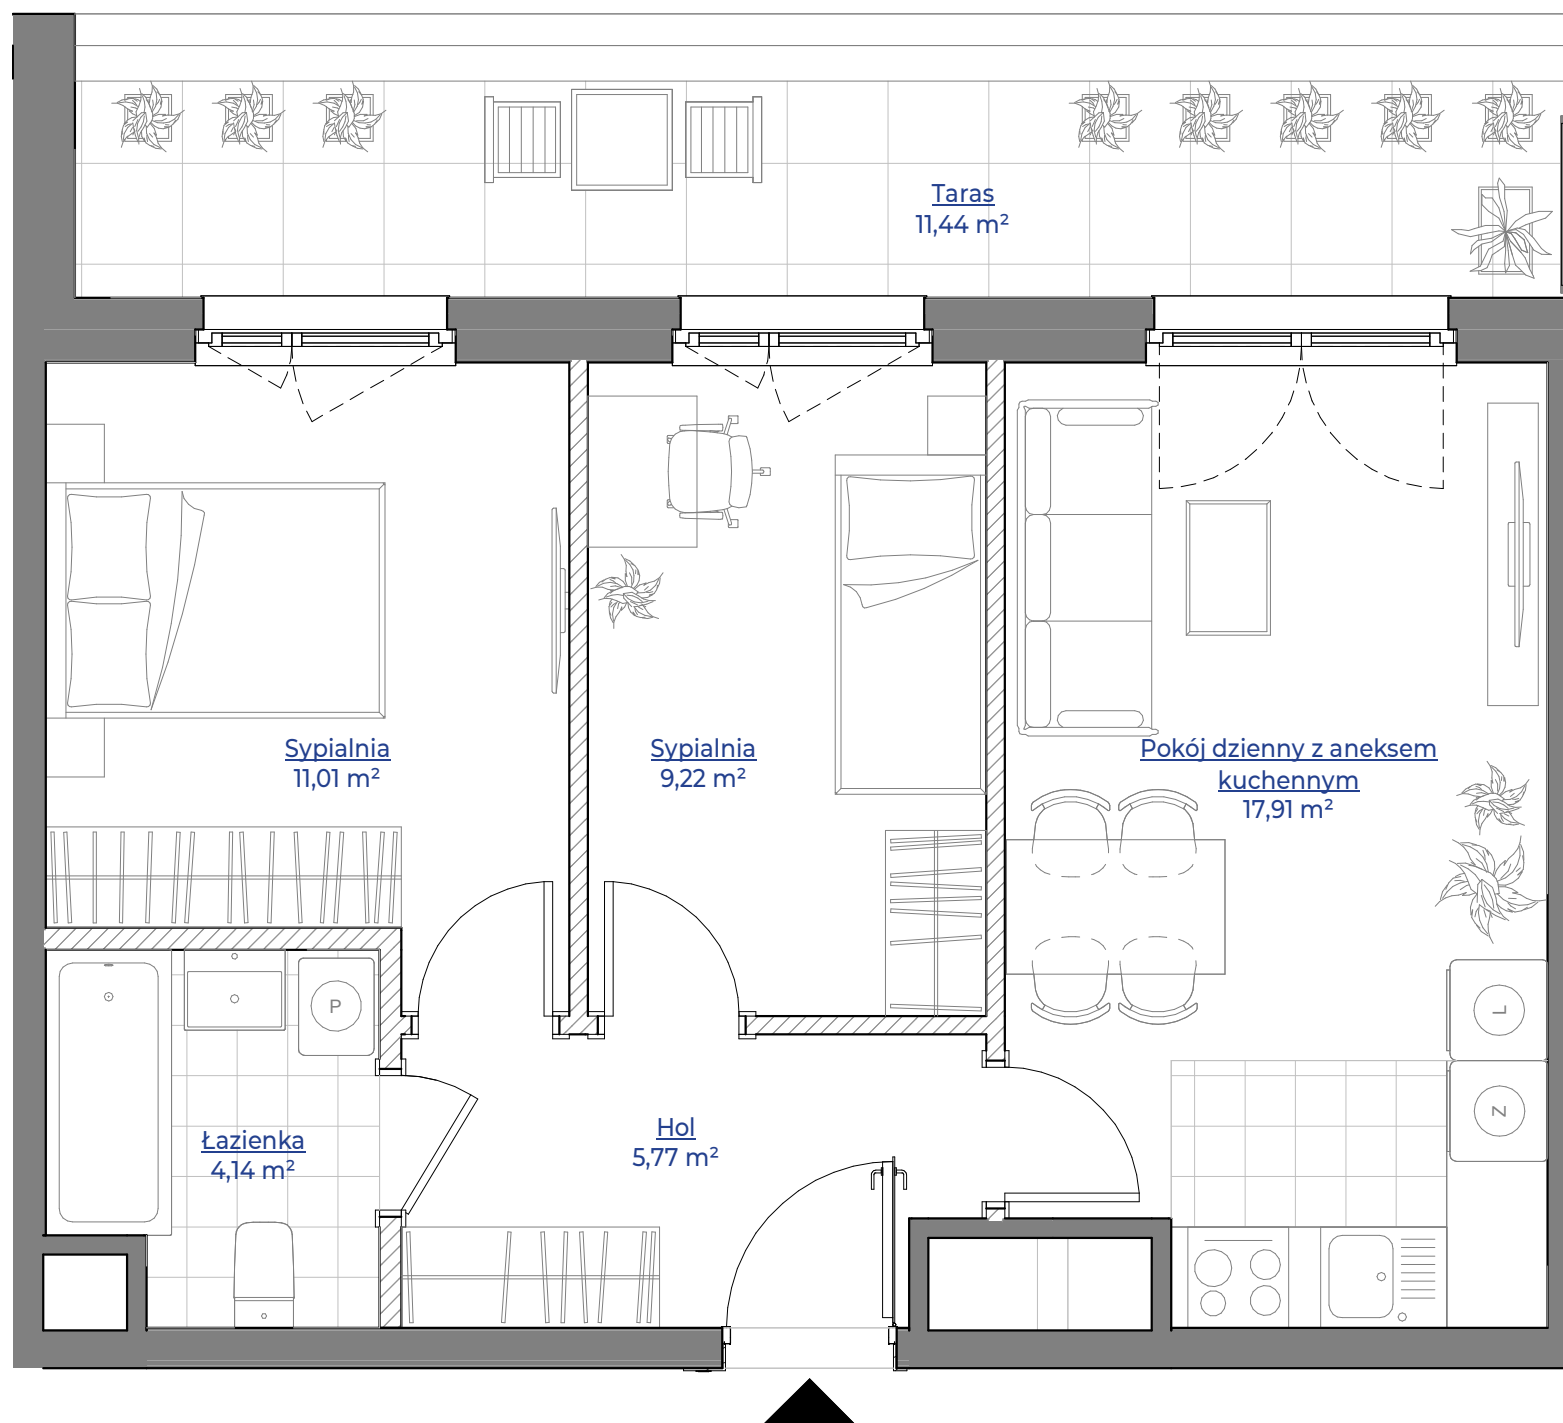 Taras
11,44 m²
Sypialnia
11,01 m²
Sypialnia
9,22 m²
Pokój dzienny z aneksem
kuchennym
17,91 m²
P
L
Z
Łazienka
4,14 m²
Hol
5,77 m²